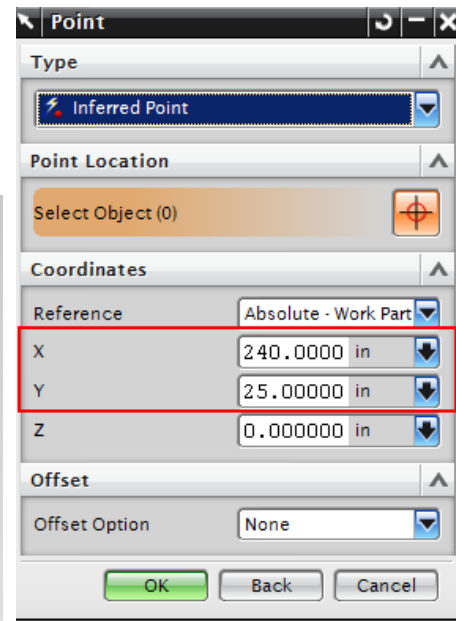 Point
Type
Inferred Point
Point Location
Select Object (0)
Coordinates
Reference Absolute - Work Part
X 240.0000 in
Y 25.00000 in
Z 0.000000 in
Offset
Offset Option None
OK Back Cancel